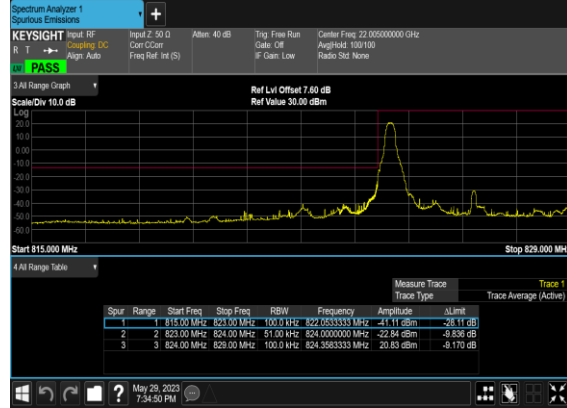 Spectrum Analyzer 1
Spurious Emissions
+
KEYSIGHT Input: RF Input Z: 50 Ω Atten: 40 dB Trig: Free Run Center Freq: 22.005000000 GHz
R T Coupling: DC Corr CCorr Gate: Off Avg|Hold: 100/100
Align: Auto Freq Ref: Int (S) IF Gain: Low Radio Std: None
PASS
3 All Range Graph
Ref Lvl Offset 7.60 dB
Scale/Div 10.0 dB Ref Value 30.00 dBm
Log
20.0
10.0
0.00
-10.0
-20.0
-30.0
-40.0
-50.0
-60.0
Start 815.000 MHz Stop 829.000 MHz
4 All Range Table
Measure Trace Trace 1
Trace Type Trace Average (Active)
Spur Range Start Freq Stop Freq RBW Frequency Amplitude ΔLimit
1 1 815.00 MHz 823.00 MHz 100.0 kHz 822.0533333 MHz -41.11 dBm -28.11 dB
2 2 823.00 MHz 824.00 MHz 51.00 kHz 824.0000000 MHz -22.84 dBm -9.836 dB
3 3 824.00 MHz 829.00 MHz 100.0 kHz 824.3583333 MHz 20.83 dBm -9.170 dB
? May 29, 2023
7:34:50 PM